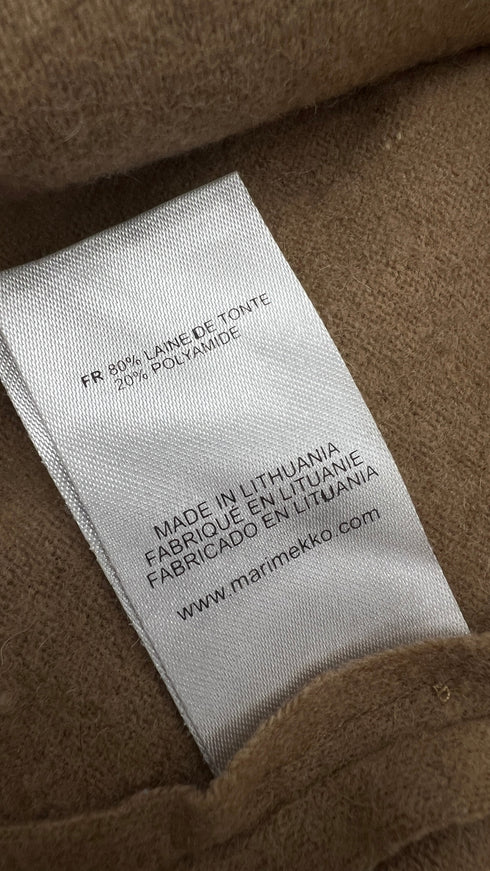 FR 80% LAINE DE TONTE
20% POLYAMIDE
MADE IN LITHUANIA
FABRIQUÉ EN LITUANIE
FABRICADO EN LITUANIA
www.marimekko.com